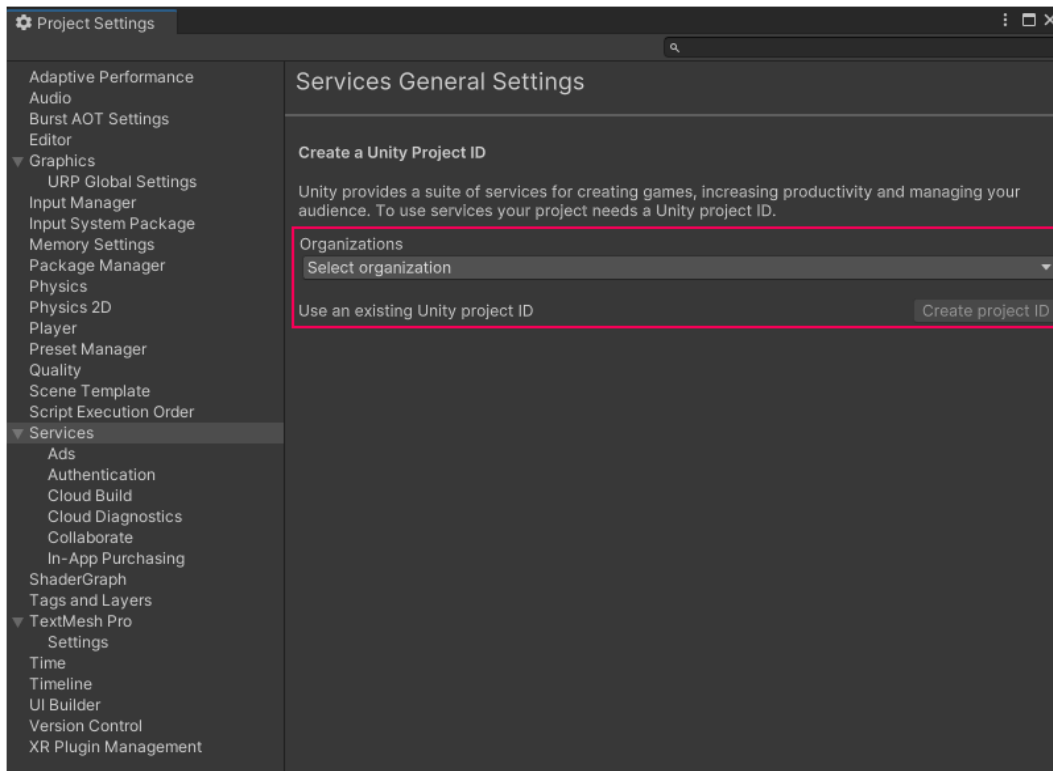 Project Settings
Adaptive Performance
Audio
Burst AOT Settings
Editor
Graphics
URP Global Settings
Input Manager
Input System Package
Memory Settings
Package Manager
Physics
Physics 2D
Player
Preset Manager
Quality
Scene Template
Script Execution Order
Services
Ads
Authentication
Cloud Build
Cloud Diagnostics
Collaborate
In-App Purchasing
ShaderGraph
Tags and Layers
TextMesh Pro
Settings
Time
Timeline
UI Builder
Version Control
XR Plugin Management
Services General Settings
Create a Unity Project ID
Unity provides a suite of services for creating games, increasing productivity and managing your
audience. To use services your project needs a Unity project ID.
Organizations
Select organization
Use an existing Unity project ID
Create project ID